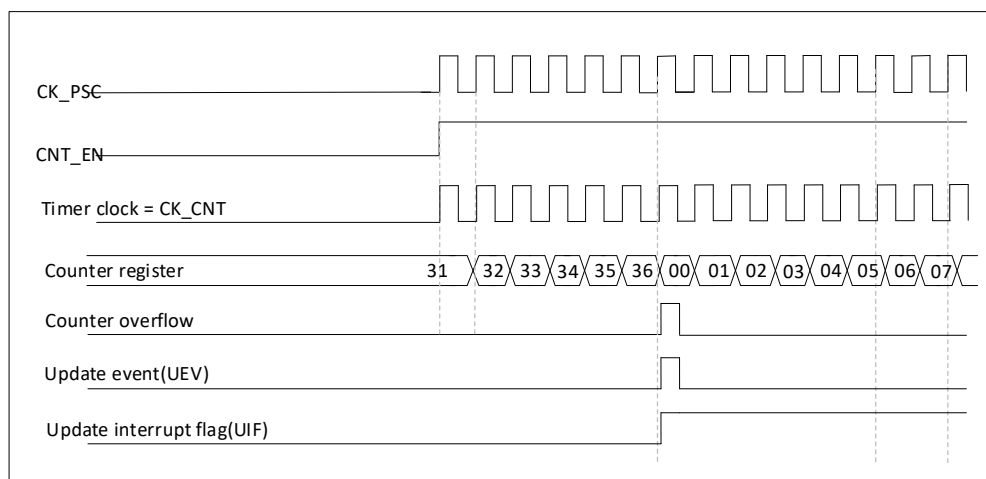 CK_PSC
CNT_EN
Timer clock = CK_CNT
Counter register 31 32 33 34 35 36 00 01 02 03 04 05 06 07
Counter overflow
Update event(UEV)
Update interrupt flag(UIF)